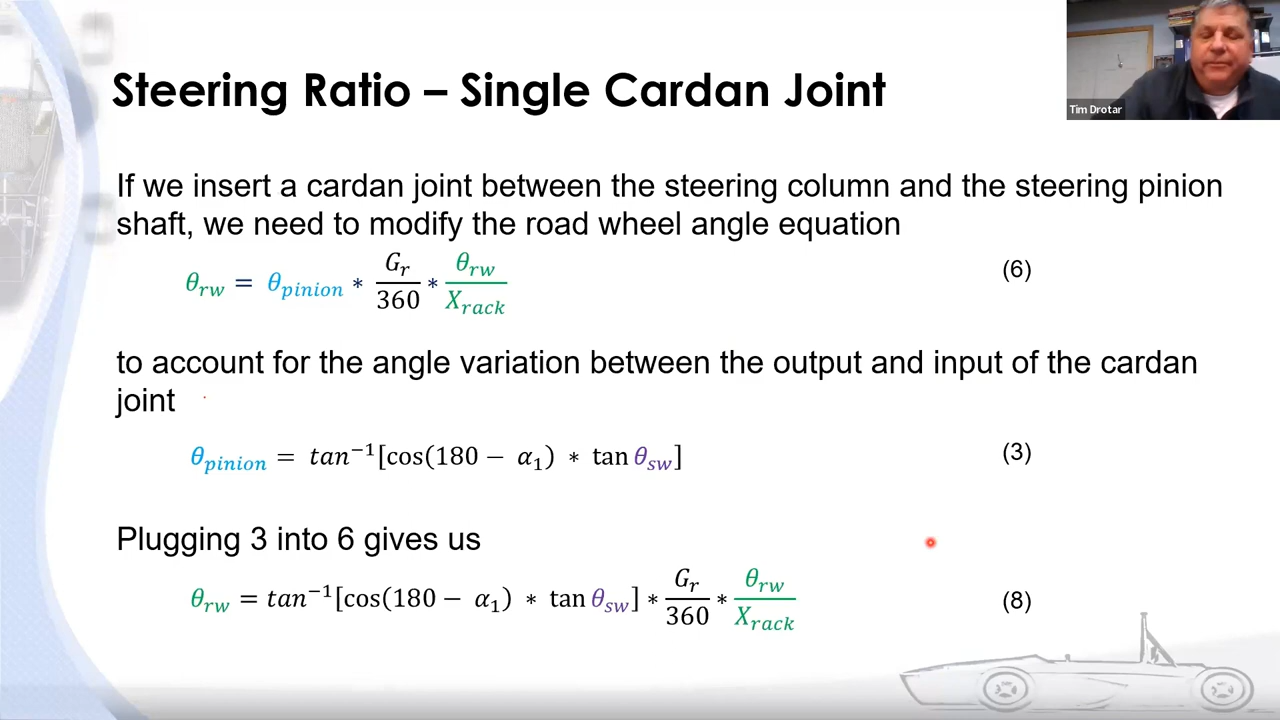 Steering Ratio – Single Cardan Joint
Tim Drotar
If we insert a cardan joint between the steering column and the steering pinion
shaft, we need to modify the road wheel angle equation
θ_rw = θ_pinion * G_r/360 * θ_rw/X_rack (6)
to account for the angle variation between the output and input of the cardan
joint
θ_pinion = tan⁻¹[cos(180 − α₁) * tan θ_sw] (3)
Plugging 3 into 6 gives us
θ_rw = tan⁻¹[cos(180 − α₁) * tan θ_sw] * G_r/360 * θ_rw/X_rack (8)